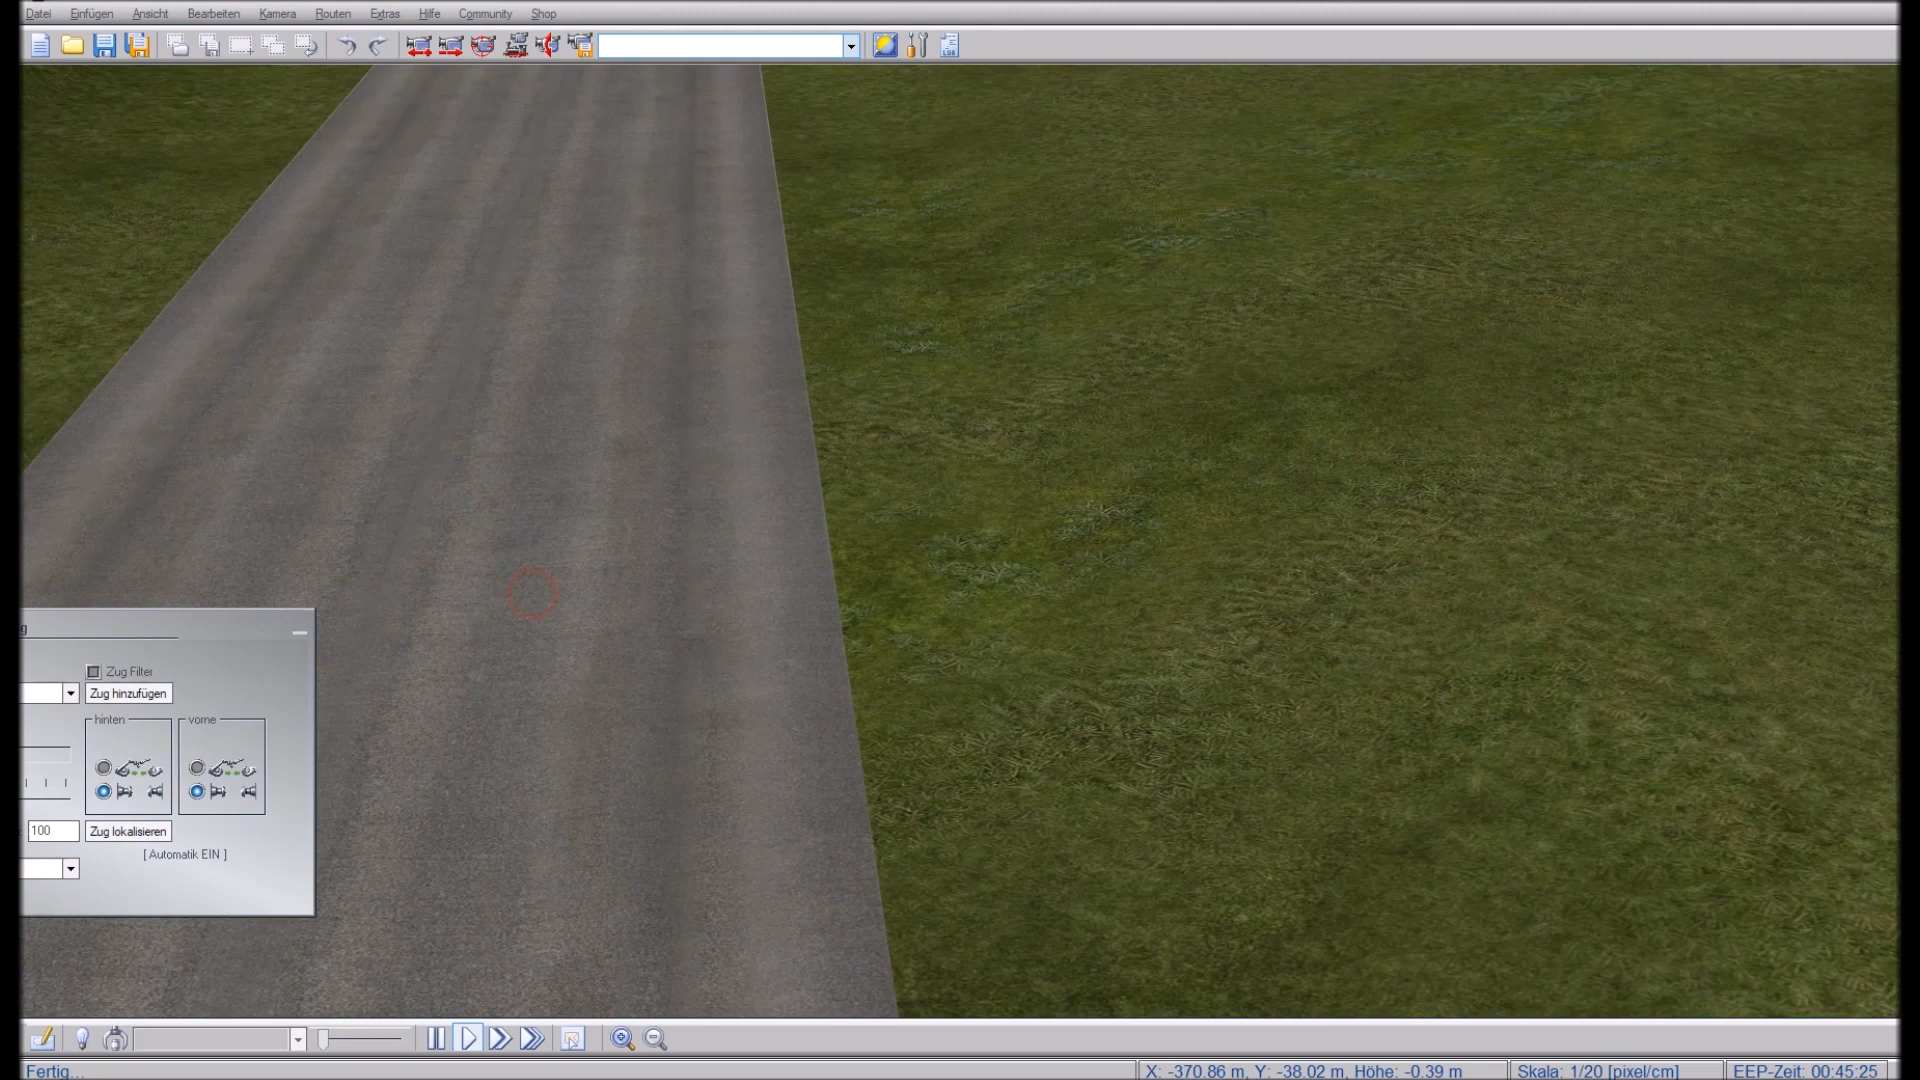 Datei Einfügen Ansicht Bearbeiten Kamera Routen Extras Hilfe Community Shop
LUA
g
Zug Filter
Zug hinzufügen
hinten vorne
100 Zug lokalisieren
[ Automatik EIN ]
Fertig... X: -370.86 m, Y: -38.02 m, Höhe: -0.39 m Skala: 1/20 [pixel/cm] EEP-Zeit: 00:45:25